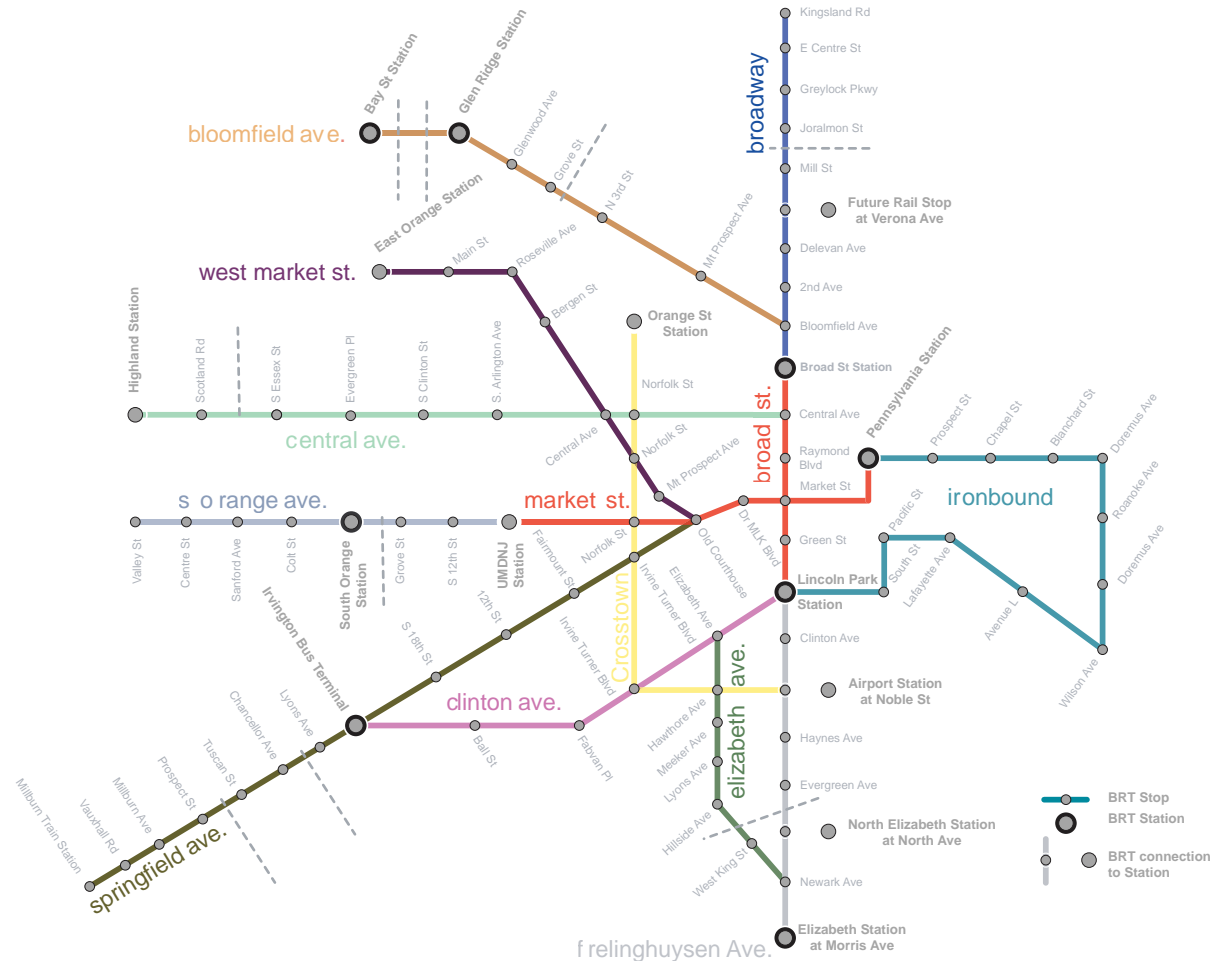 Kingsland Rd
E Centre St
Greylock Pkwy
Joralmon St
Mill St
Future Rail Stop
at Verona Ave
Delevan Ave
2nd Ave
Bloomfield Ave
Broad St Station
broadway
Bay St Station
Glen Ridge Station
bloomfield ave.
Glenwood Ave
Grove St
N 3rd St
Mt Prospect Ave
East Orange Station
west market st.
Main St
Roseville Ave
Bergen St
Central Ave
Norfolk St
Mt Prospect Ave
Orange St
Station
Norfolk St
Highland Station
Scotland Rd
S Essex St
Evergreen Pl
S Clinton St
S. Arlington Ave
central ave.
Central Ave
broad st.
Raymond
Blvd
Market St
Green St
Lincoln Park
Station
Pennsylvania Station
Prospect St
Chapel St
Blanchard St
Doremus Ave
Roanoke Ave
Doremus Ave
Wilson Ave
Avenue L
Lafayette Ave
Pacific St
South St
ironbound
s orange ave.
Valley St
Centre St
Sanford Ave
Colt St
South Orange
Station
Grove St
S 12th St
UMDNJ
Station
market st.
Norfolk St
Old Courthouse
Dr MLK Blvd
Fairmount St
12th St
S 18th St
Irvine Turner Blvd
Irvington Bus Terminal
Lyons Ave
Chancellor Ave
Tuscan St
Prospect St
Millburn Ave
Vauxhall Rd
Millburn Train Station
springfield ave.
clinton ave.
Ball St
Fabvan Pl
Irvine Turner Blvd
Elizabeth Ave
Crosstown
elizabeth ave.
Hawthore Ave
Meeker Ave
Lyons Ave
Hillside Ave
West King St
Clinton Ave
Airport Station
at Noble St
Haynes Ave
Evergreen Ave
North Elizabeth Station
at North Ave
Newark Ave
Elizabeth Station
at Morris Ave
frelinghuysen Ave.
BRT Stop
BRT Station
BRT connection
to Station